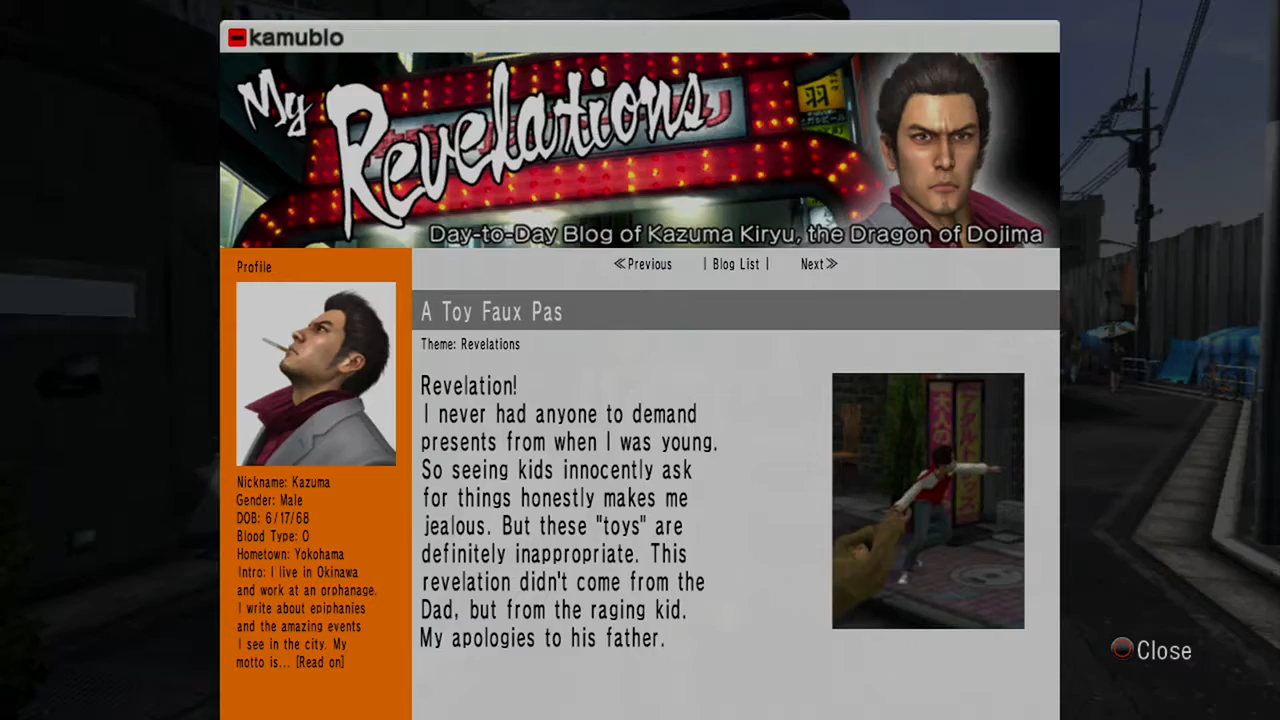 kamublo
My Revelations
Day-to-Day Blog of Kazuma Kiryu, the Dragon of Dojima
Profile
≪Previous | Blog List | Next≫
A Toy Faux Pas
Theme: Revelations
Revelation!
I never had anyone to demand
presents from when I was young.
So seeing kids innocently ask
for things honestly makes me
jealous. But these "toys" are
definitely inappropriate. This
revelation didn't come from the
Dad, but from the raging kid.
My apologies to his father.
Nickname: Kazuma
Gender: Male
DOB: 6/17/68
Blood Type: O
Hometown: Yokohama
Intro: I live in Okinawa
and work at an orphanage.
I write about epiphanies
and the amazing events
I see in the city. My
motto is... [Read on]
大人の
Close